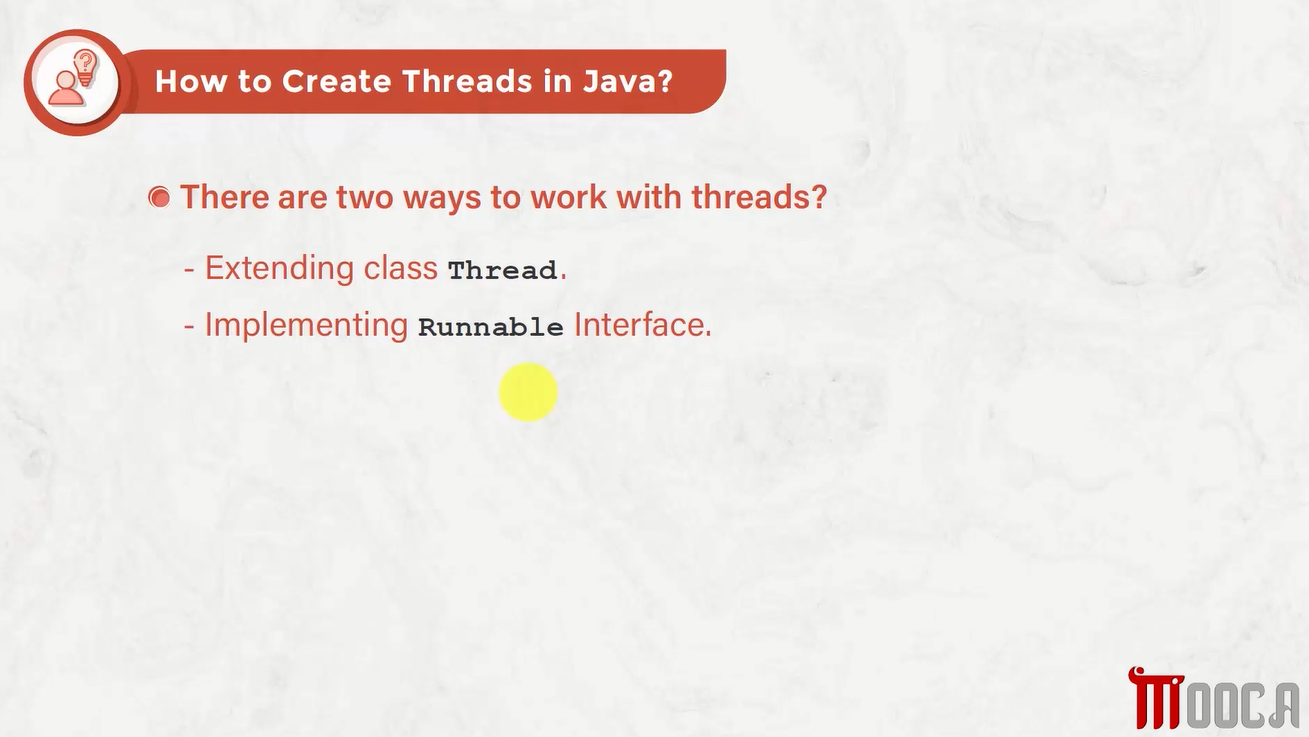 How to Create Threads in Java?
There are two ways to work with threads?
- Extending class Thread.
- Implementing Runnable Interface.
MOOCA